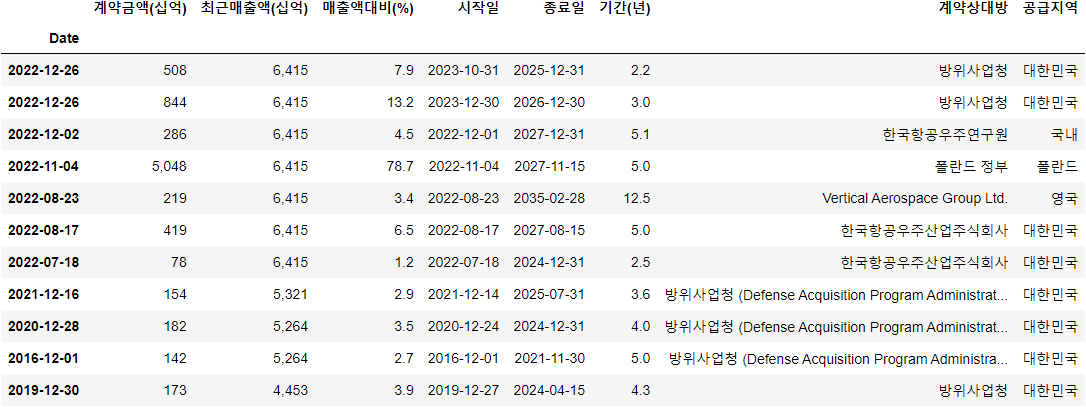 계약금액(십억) 최근매출액(십억) 매출액대비(%) 시작일 종료일 기간(년) 계약상대방 공급지역
Date
2022-12-26 508 6,415 7.9 2023-10-31 2025-12-31 2.2 방위사업청 대한민국
2022-12-26 844 6,415 13.2 2023-12-30 2026-12-30 3.0 방위사업청 대한민국
2022-12-02 286 6,415 4.5 2022-12-01 2027-12-31 5.1 한국항공우주연구원 국내
2022-11-04 5,048 6,415 78.7 2022-11-04 2027-11-15 5.0 폴란드 정부 폴란드
2022-08-23 219 6,415 3.4 2022-08-23 2035-02-28 12.5 Vertical Aerospace Group Ltd. 영국
2022-08-17 419 6,415 6.5 2022-08-17 2027-08-15 5.0 한국항공우주산업주식회사 대한민국
2022-07-18 78 6,415 1.2 2022-07-18 2024-12-31 2.5 한국항공우주산업주식회사 대한민국
2021-12-16 154 5,321 2.9 2021-12-14 2025-07-31 3.6 방위사업청 (Defense Acquisition Program Administrat... 대한민국
2020-12-28 182 5,264 3.5 2020-12-24 2024-12-31 4.0 방위사업청 (Defense Acquisition Program Administrat... 대한민국
2016-12-01 142 5,264 2.7 2016-12-01 2021-11-30 5.0 방위사업청 (Defense Acquisition Program Administra... 대한민국
2019-12-30 173 4,453 3.9 2019-12-27 2024-04-15 4.3 방위사업청 대한민국